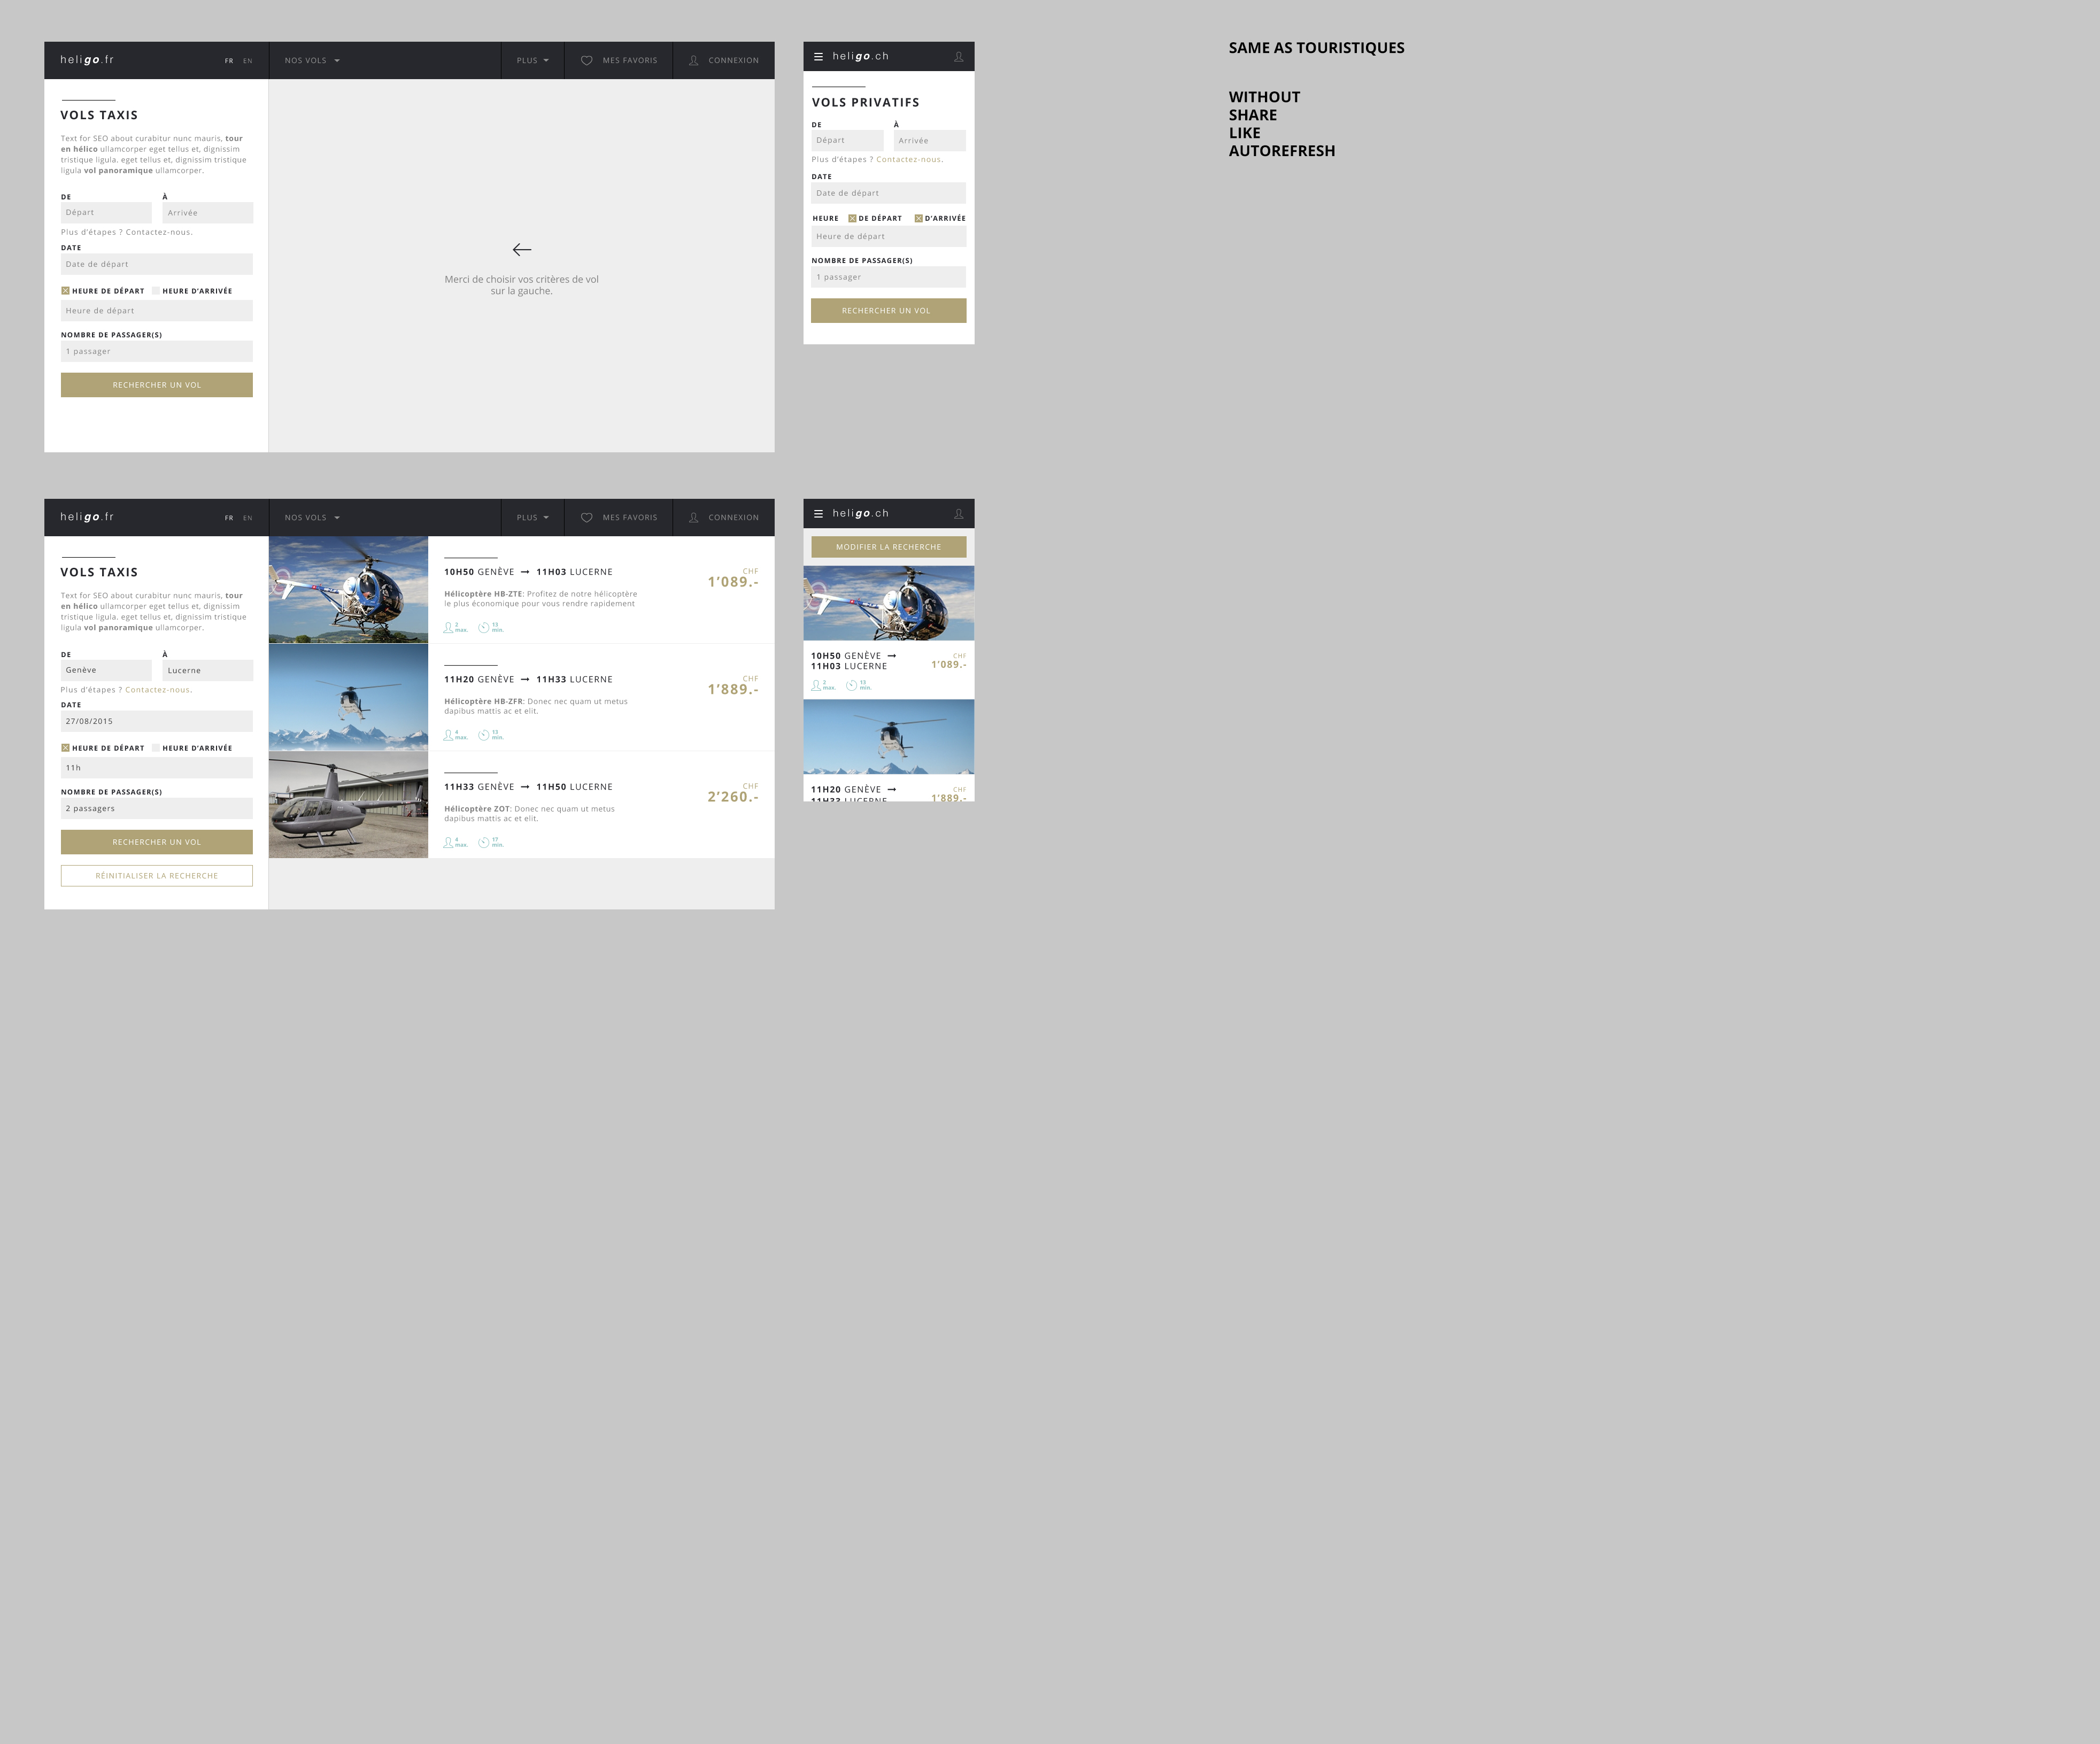 heligo.fr
FR EN
NOS VOLS
PLUS
MES FAVORIS
CONNEXION
VOLS TAXIS
Text for SEO about curabitur nunc mauris, tour
en hélico ullamcorper eget tellus et, dignissim
tristique ligula. eget tellus et, dignissim tristique
ligula vol panoramique ullamcorper.
DE À
Départ Arrivée
Plus d'étapes ? Contactez-nous.
DATE
Date de départ
HEURE DE DÉPART HEURE D'ARRIVÉE
Heure de départ
NOMBRE DE PASSAGER(S)
1 passager
RECHERCHER UN VOL
Merci de choisir vos critères de vol
sur la gauche.
heligo.ch
VOLS PRIVATIFS
DE À
Départ Arrivée
Plus d'étapes ? Contactez-nous.
DATE
Date de départ
HEURE DE DÉPART D'ARRIVÉE
Heure de départ
NOMBRE DE PASSAGER(S)
1 passager
RECHERCHER UN VOL
SAME AS TOURISTIQUES
WITHOUT
SHARE
LIKE
AUTOREFRESH
heligo.fr
FR EN
NOS VOLS
PLUS
MES FAVORIS
CONNEXION
VOLS TAXIS
Text for SEO about curabitur nunc mauris, tour
en hélico ullamcorper eget tellus et, dignissim
tristique ligula. eget tellus et, dignissim tristique
ligula vol panoramique ullamcorper.
DE À
Genève Lucerne
Plus d'étapes ? Contactez-nous.
DATE
27/08/2015
HEURE DE DÉPART HEURE D'ARRIVÉE
11h
NOMBRE DE PASSAGER(S)
2 passagers
RECHERCHER UN VOL
RÉINITIALISER LA RECHERCHE
10H50 GENÈVE → 11H03 LUCERNE
CHF
1'089.-
Hélicoptère HB-ZTE: Profitez de notre hélicoptère
le plus économique pour vous rendre rapidement
2 max. 13 min.
11H20 GENÈVE → 11H33 LUCERNE
CHF
1'889.-
Hélicoptère HB-ZFR: Donec nec quam ut metus
dapibus mattis ac et elit.
4 max. 13 min.
11H33 GENÈVE → 11H50 LUCERNE
CHF
2'260.-
Hélicoptère ZOT: Donec nec quam ut metus
dapibus mattis ac et elit.
4 max. 17 min.
heligo.ch
MODIFIER LA RECHERCHE
10H50 GENÈVE →
11H03 LUCERNE
CHF
1'089.-
2 max. 13 min.
11H20 GENÈVE →
11H33 LUCERNE
CHF
1'889.-